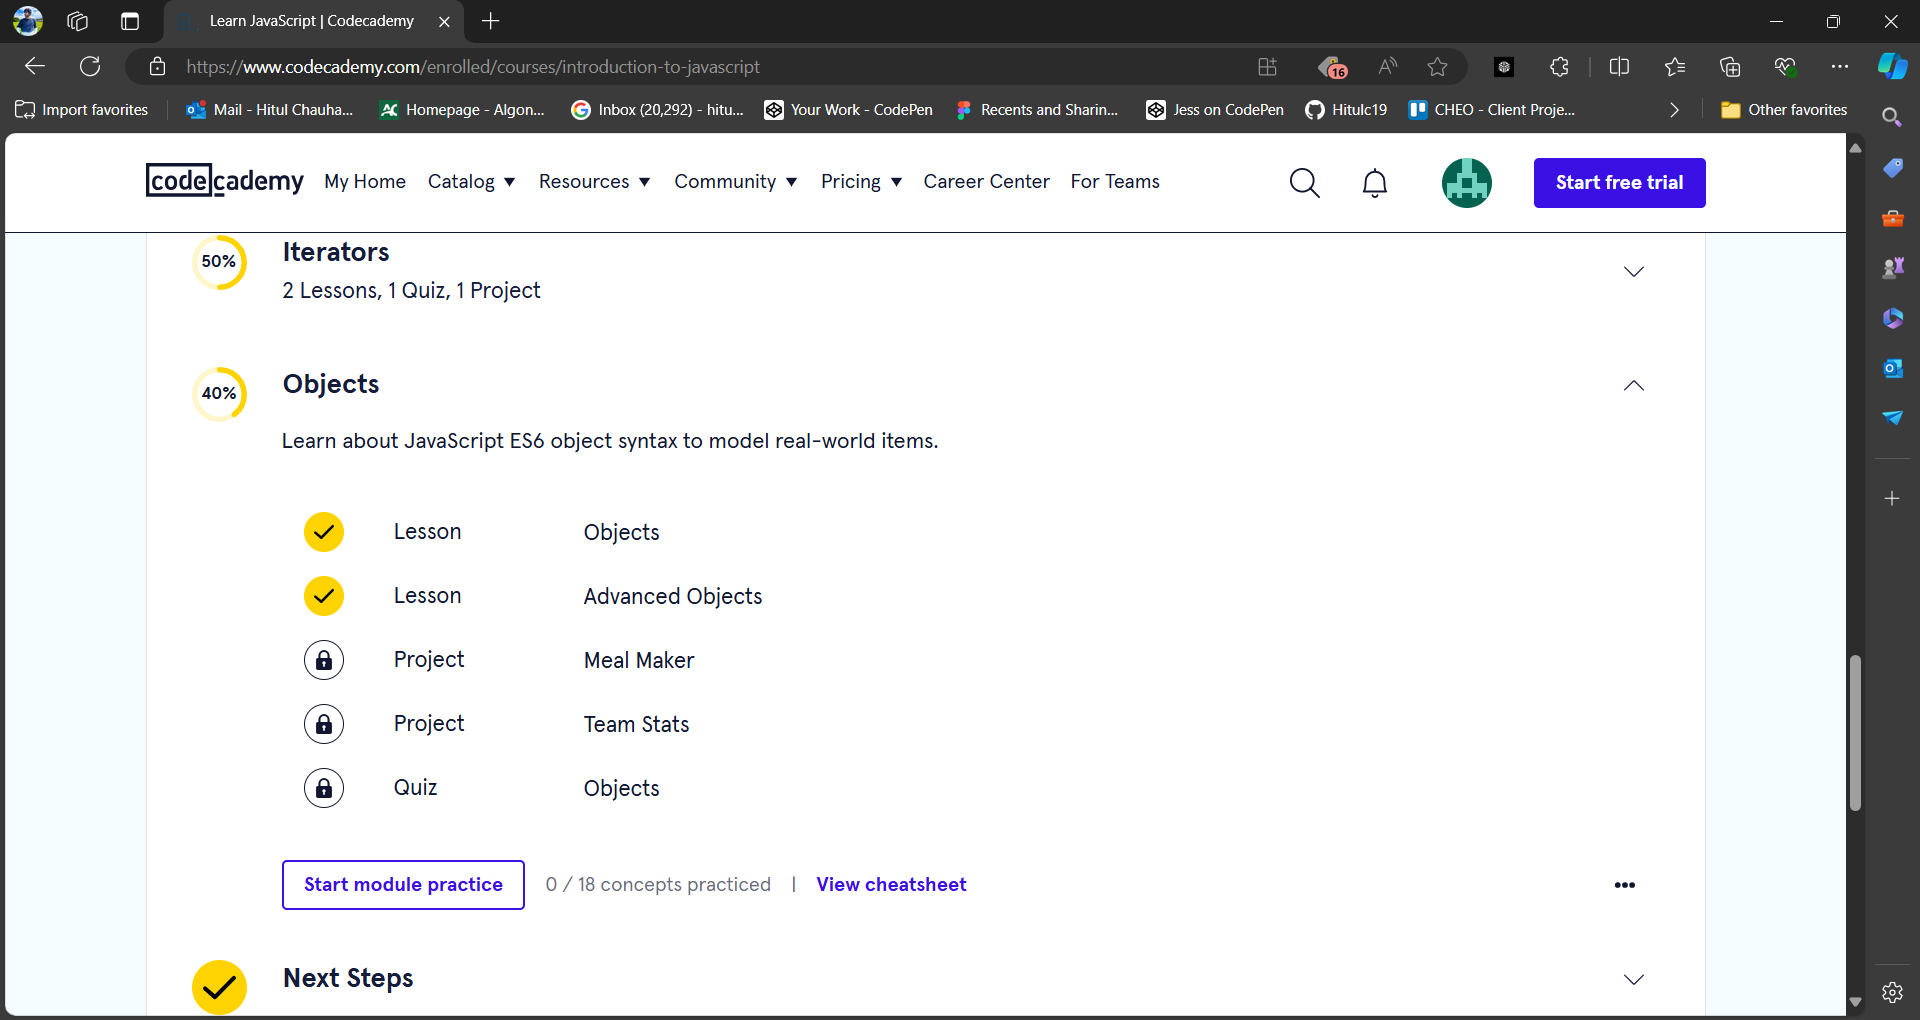 Learn JavaScript | Codecademy
https://www.codecademy.com/enrolled/courses/introduction-to-javascript
16
Import favorites
Mail - Hitul Chauha...
Homepage - Algon...
Inbox (20,292) - hitu...
Your Work - CodePen
Recents and Sharin...
Jess on CodePen
Hitulc19
CHEO - Client Proje...
Other favorites
codecademy
My Home
Catalog
Resources
Community
Pricing
Career Center
For Teams
Start free trial
50%
Iterators
2 Lessons, 1 Quiz, 1 Project
40%
Objects
Learn about JavaScript ES6 object syntax to model real-world items.
Lesson Objects
Lesson Advanced Objects
Project Meal Maker
Project Team Stats
Quiz Objects
Start module practice
0 / 18 concepts practiced | View cheatsheet
Next Steps